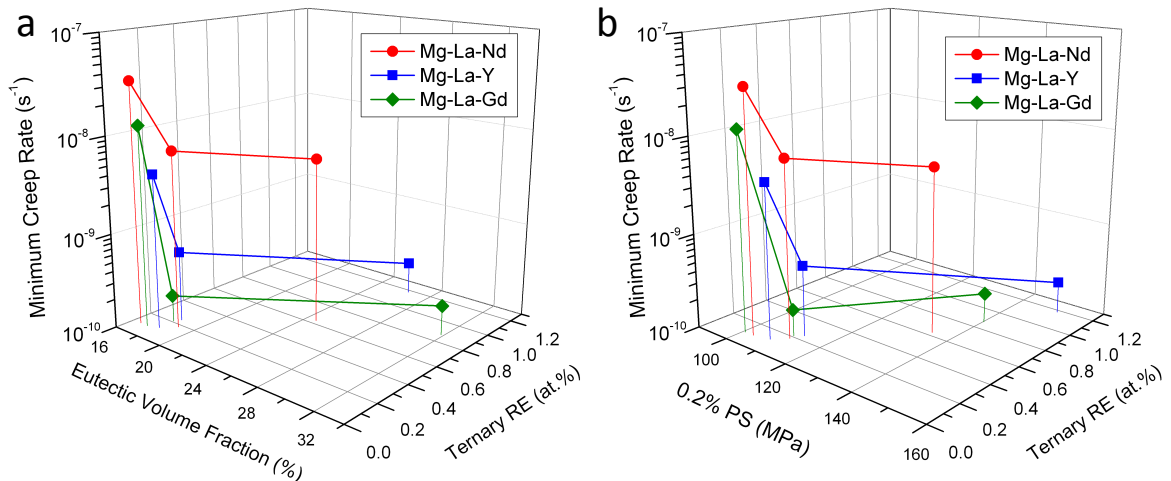 a
10⁻⁷
10⁻⁸
10⁻⁹
10⁻¹⁰
Minimum Creep Rate (s⁻¹)
Mg-La-Nd
Mg-La-Y
Mg-La-Gd
16
20
24
28
32
Eutectic Volume Fraction (%)
0.0
0.2
0.4
0.6
0.8
1.0
1.2
Ternary RE (at.%)
b
10⁻⁷
10⁻⁸
10⁻⁹
10⁻¹⁰
Minimum Creep Rate (s⁻¹)
Mg-La-Nd
Mg-La-Y
Mg-La-Gd
100
120
140
160
0.2% PS (MPa)
0.0
0.2
0.4
0.6
0.8
1.0
1.2
Ternary RE (at.%)